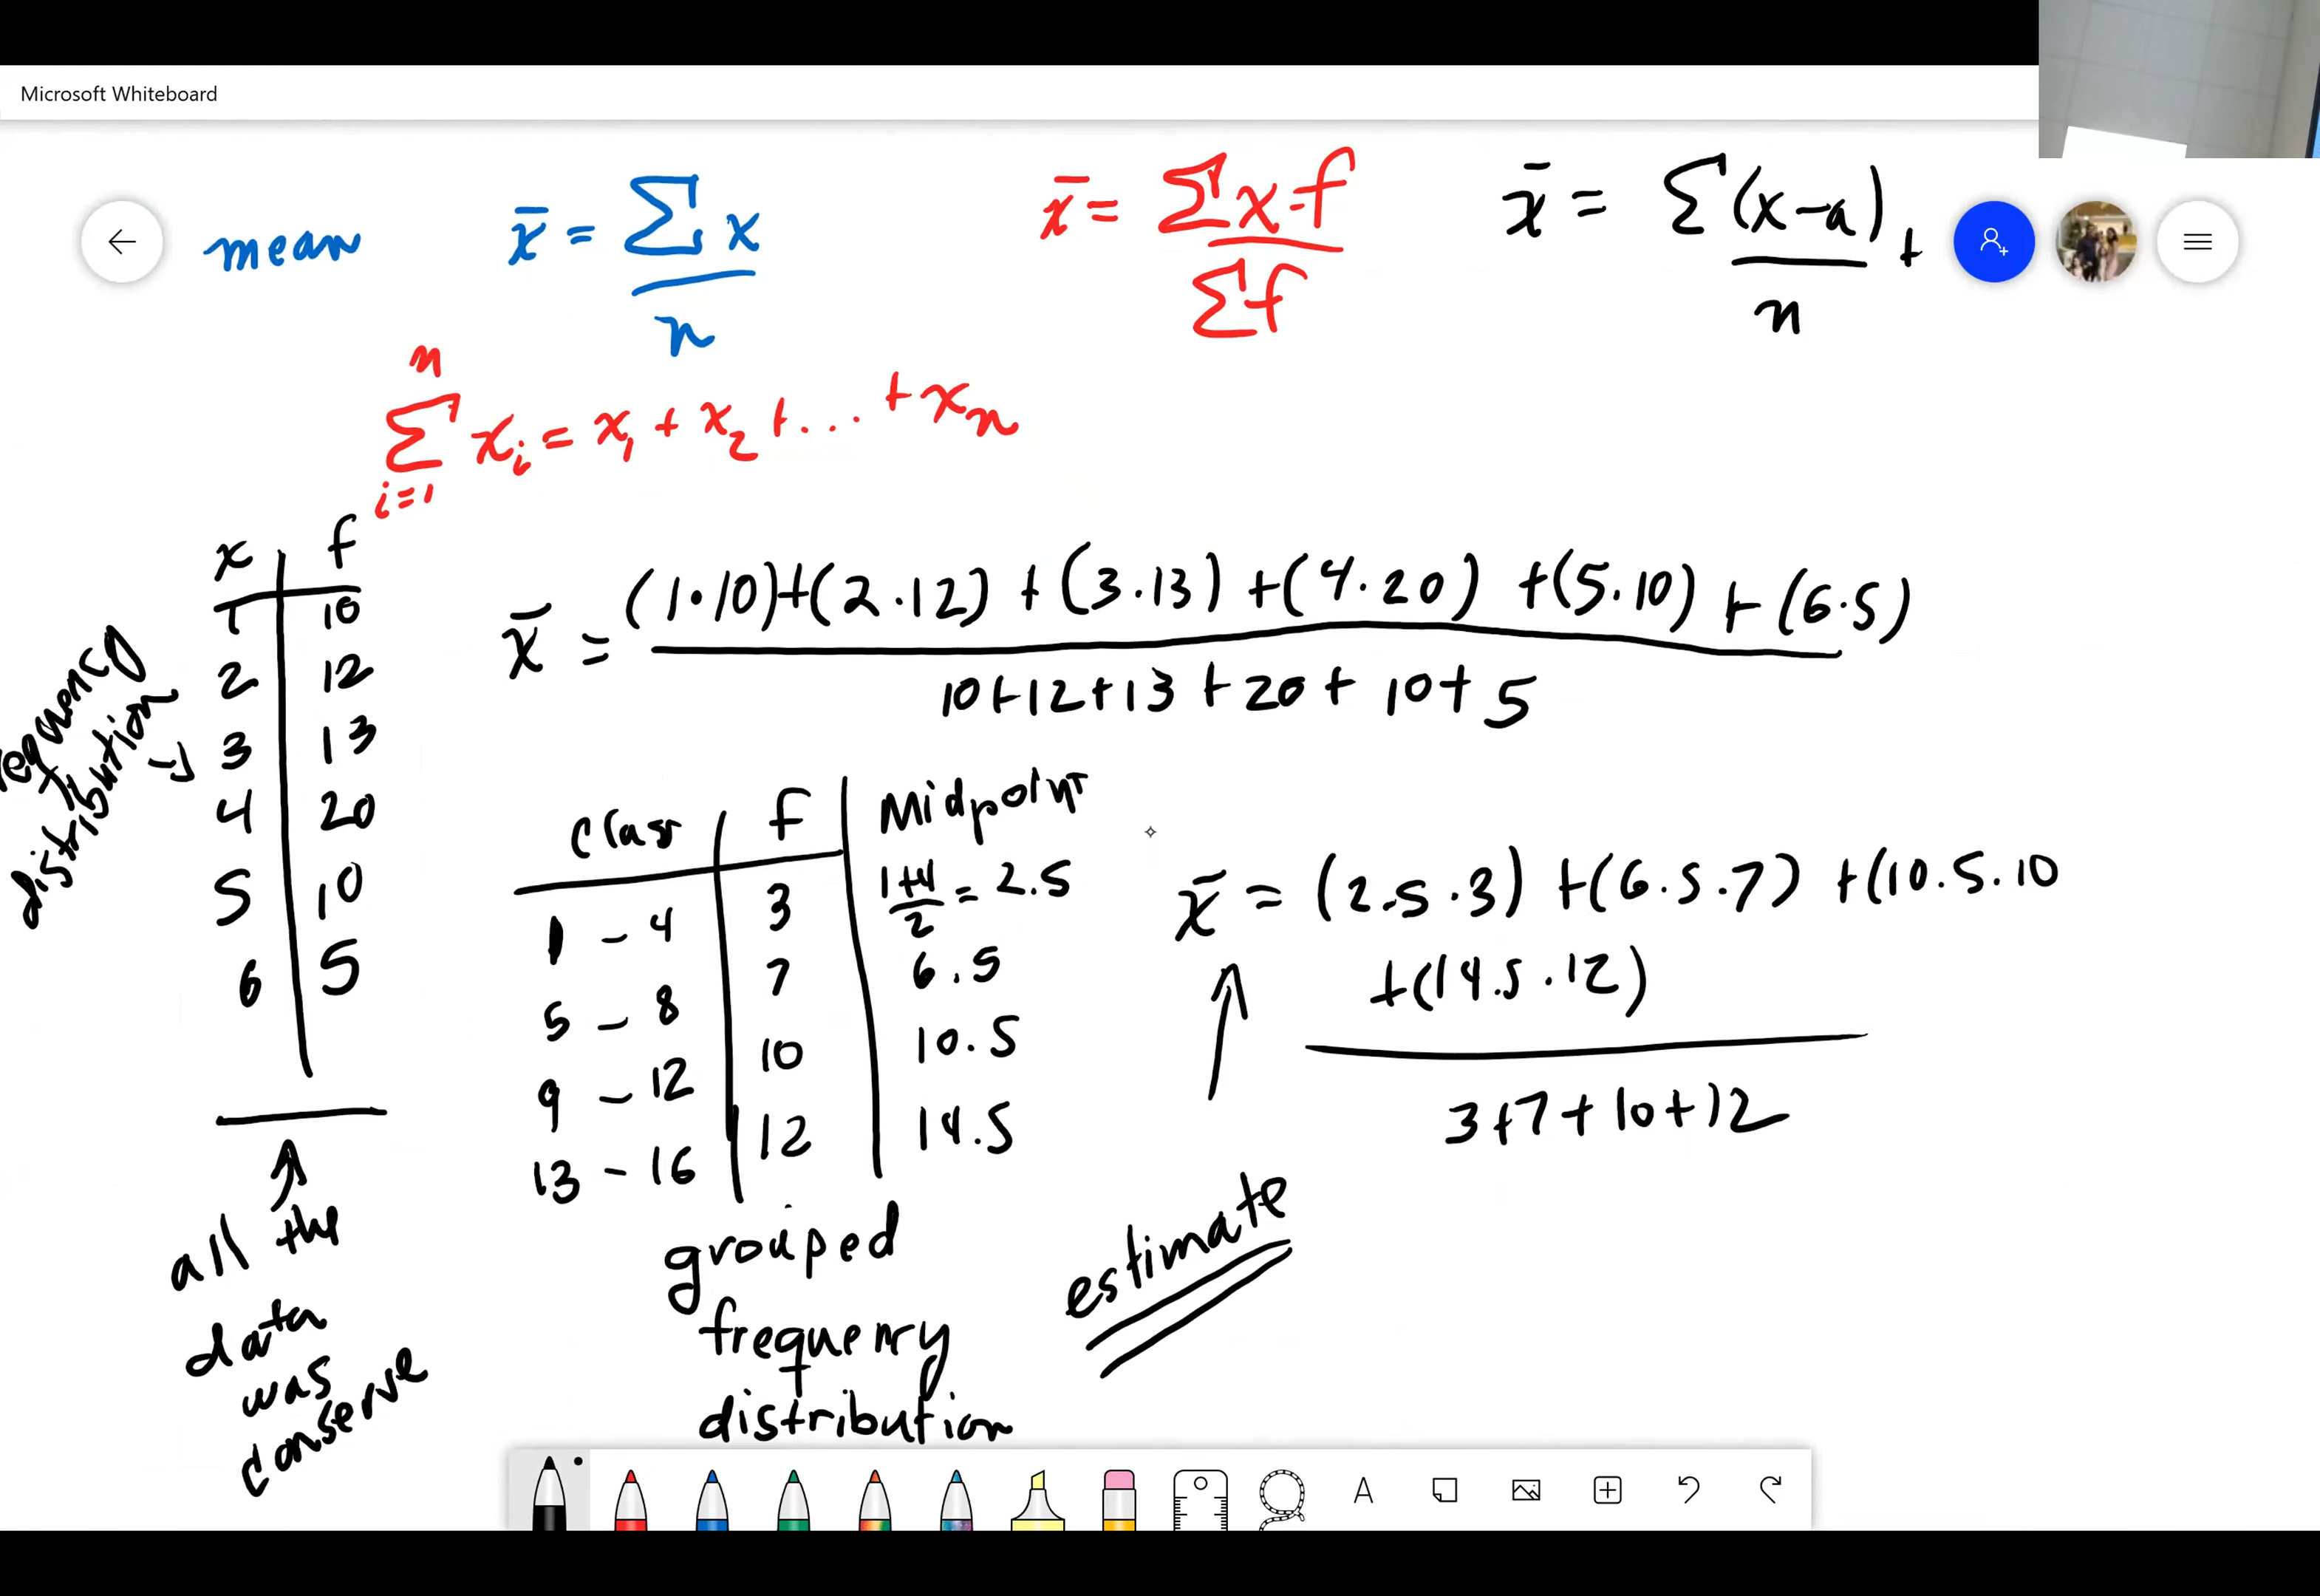 Microsoft Whiteboard
mean x̄ = Σx / n
x̄ = Σx·f / Σf
x̄ = Σ(x-a) / n +
n Σ i=1 xᵢ = x₁ + x₂ + ... + xₙ
x f
1 10
2 12
3 13
4 20
5 10
6 5
distribution
x̄ = (1·10)+(2·12)+(3·13)+(4·20)+(5·10)+(6·5)
10+12+13+20+10+5
class f Midpoint
1 - 4 3 1+4/2 = 2.5
5 - 8 7 6.5
9 - 12 10 10.5
13 - 16 12 14.5
x̄ = (2.5·3)+(6.5·7)+(10.5·10
+(14.5·12)
3+7+10+12
all the
data
was
conserve
grouped
frequency
distribution
estimate
A